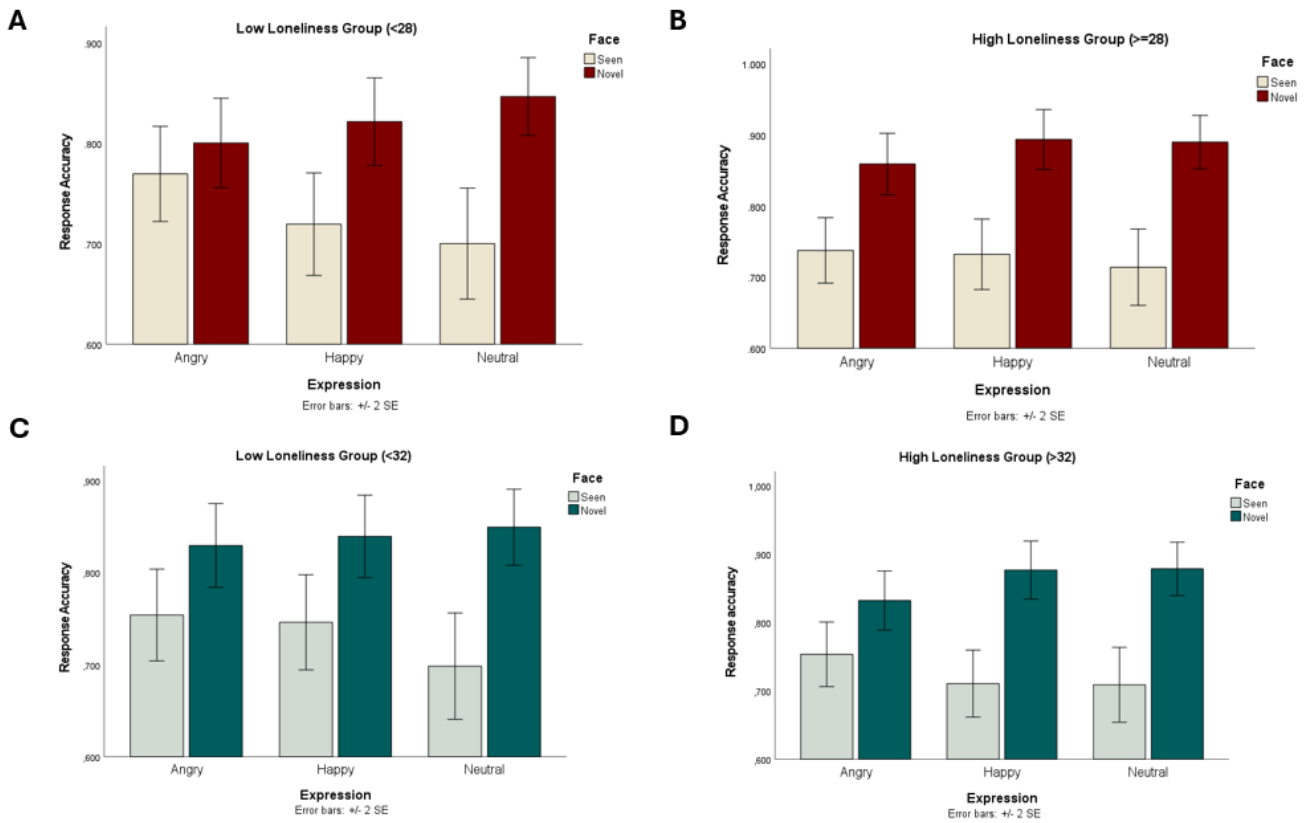 A
Low Loneliness Group (<28)
Face
Seen
Novel
.900
.800
.700
.600
Response Accuracy
Angry
Happy
Neutral
Expression
Error bars: +/- 2 SE
B
High Loneliness Group (>=28)
Face
Seen
Novel
1.000
.900
.800
.700
.600
Response Accuracy
Angry
Happy
Neutral
Expression
Error bars: +/- 2 SE
C
Low Loneliness Group (<32)
Face
Seen
Novel
,900
,800
,700
,600
Response Accuracy
Angry
Happy
Neutral
Expression
Error bars: +/- 2 SE
D
High Loneliness Group (>32)
Face
Seen
Novel
1,000
,900
,800
,700
,600
Response accuracy
Angry
Happy
Neutral
Expression
Error bars: +/- 2 SE